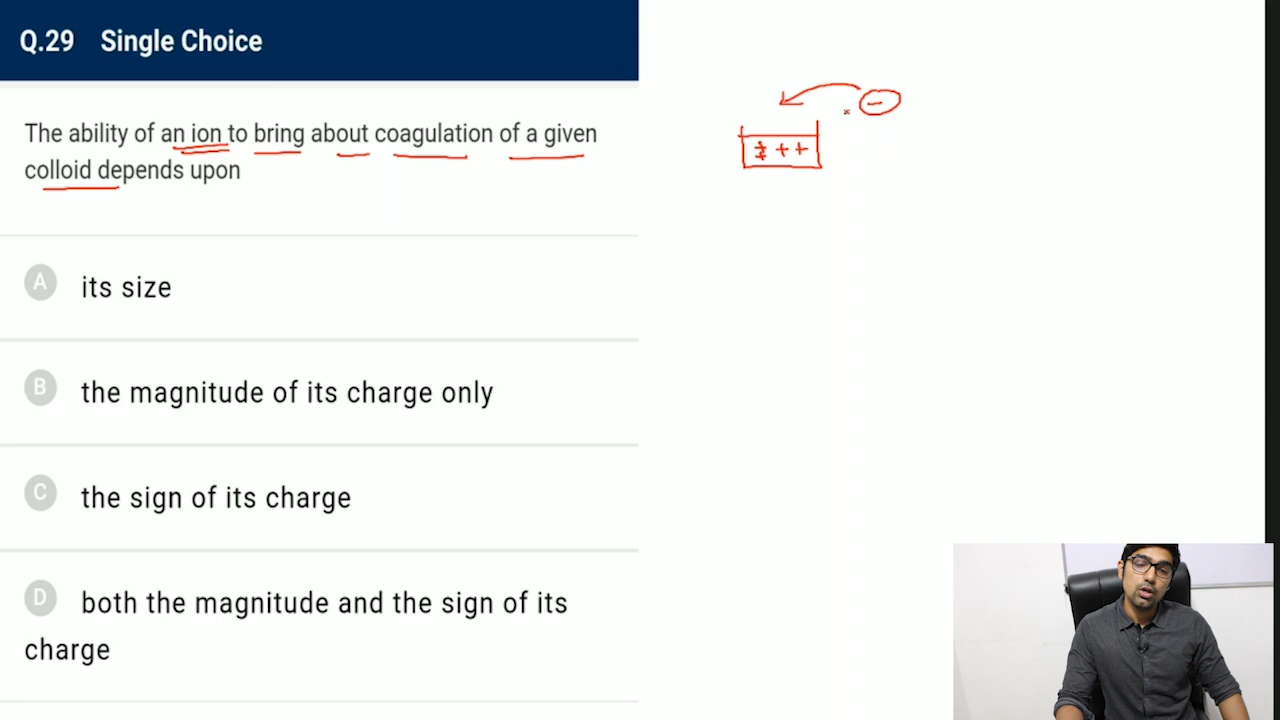 Q.29 Single Choice
The ability of an ion to bring about coagulation of a given
colloid depends upon
A its size
B the magnitude of its charge only
C the sign of its charge
D both the magnitude and the sign of its
charge
−
‡ + +